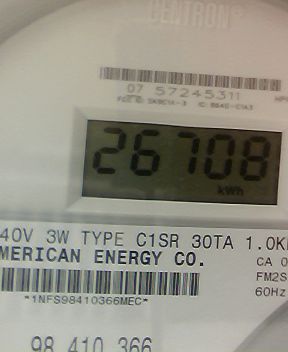 CENTRON®
07 57245311
26708
kWh
40V 3W TYPE C1SR 30TA 1.0K
MERICAN ENERGY CO.
CA 0
FM2S
60Hz
*1NFS98410366MEC*
98 410 366